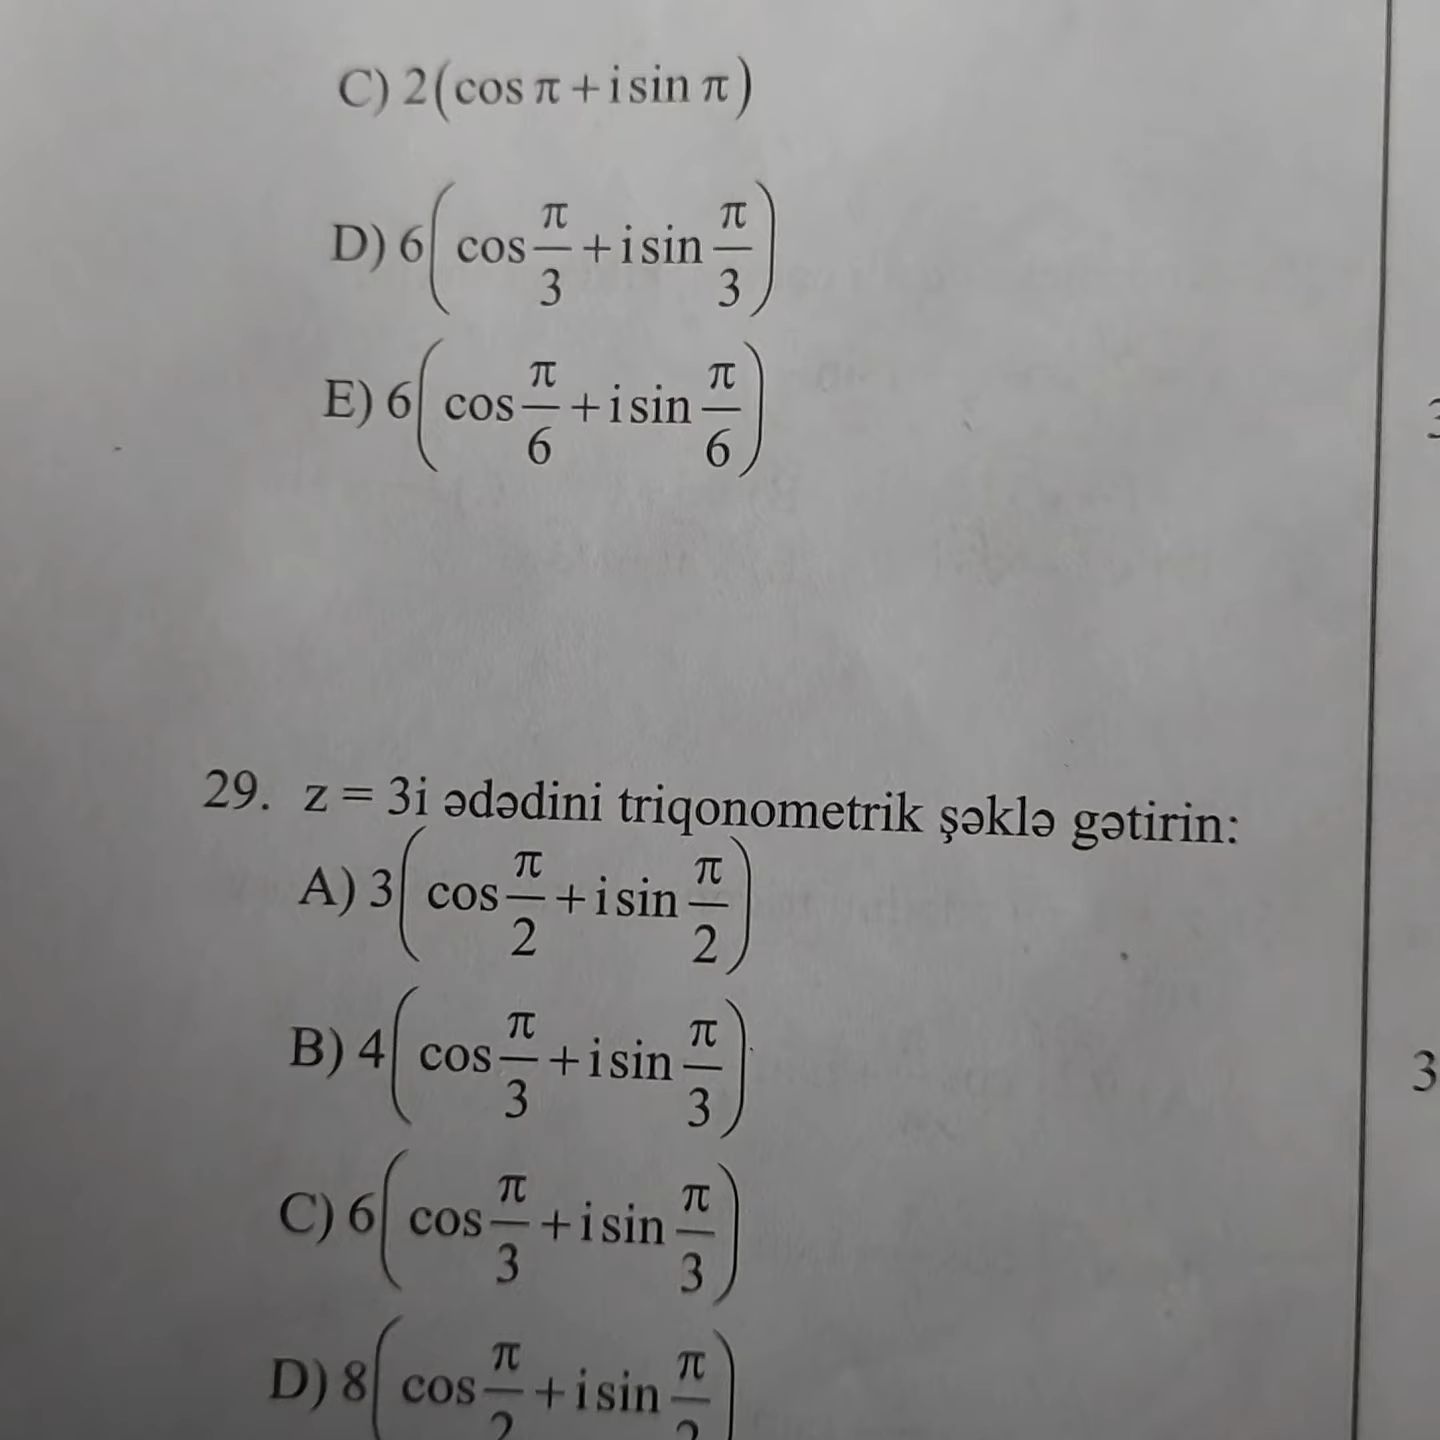 C) 2(cos π + i sin π)
D) 6(cos π/3 + i sin π/3)
E) 6(cos π/6 + i sin π/6)
29. z = 3i ədədini triqonometrik şəklə gətirin:
A) 3(cos π/2 + i sin π/2)
B) 4(cos π/3 + i sin π/3)
C) 6(cos π/3 + i sin π/3)
D) 8(cos π/2 + i sin π/2)
3